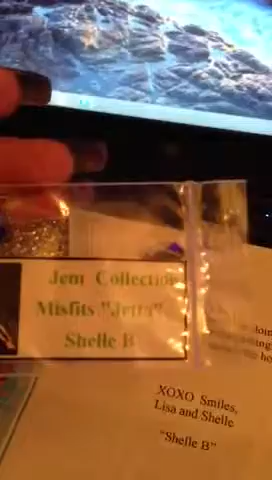 Jem Collection
Misfits "Jetta"
Shelle B
XOXO Smiles,
Lisa and Shelle
"Shelle B"